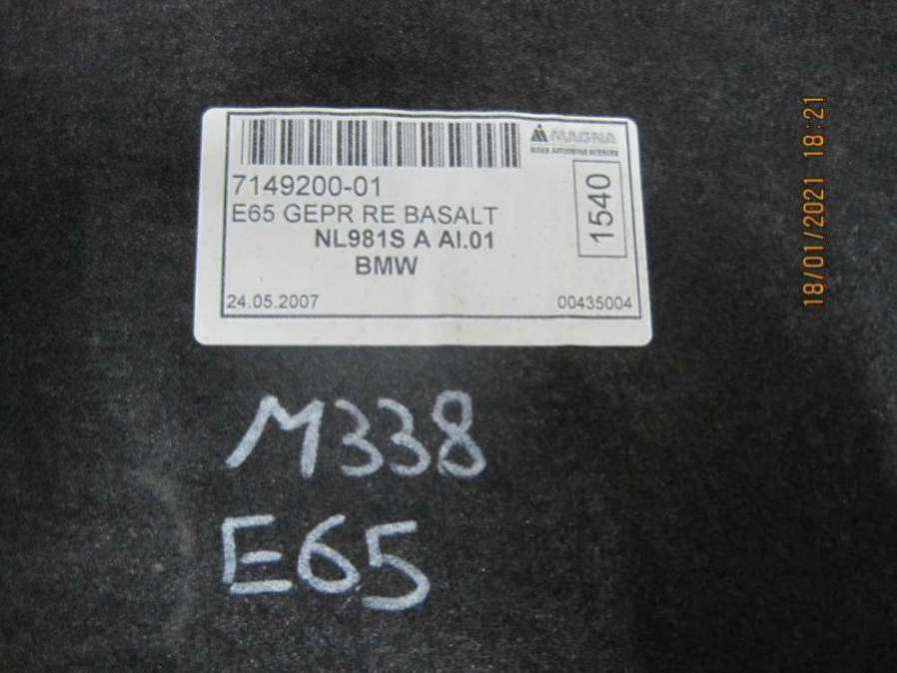 MAGNA
7149200-01
E65 GEPR RE BASALT
1540
NL981S A AI.01
BMW
24.05.2007
00435004
M338
E65
18/01/2021 18:21